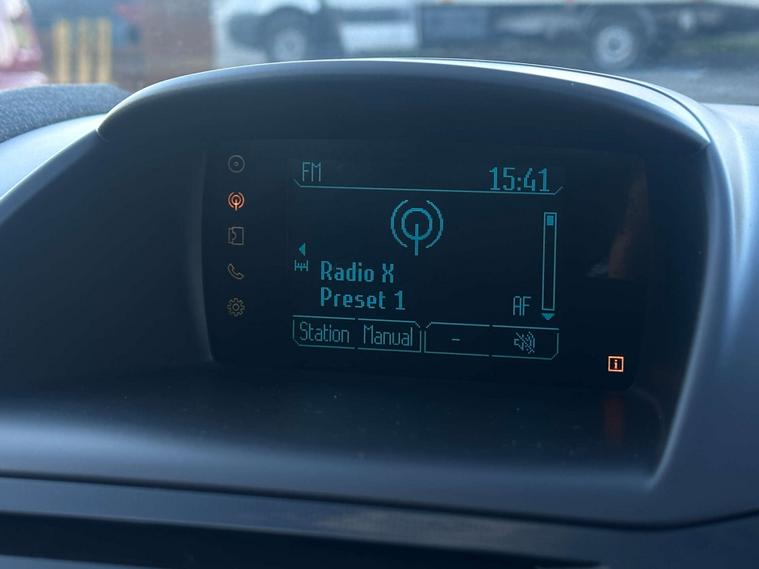 FM 15:41
Radio X
Preset 1
AF
Station Manual -
i